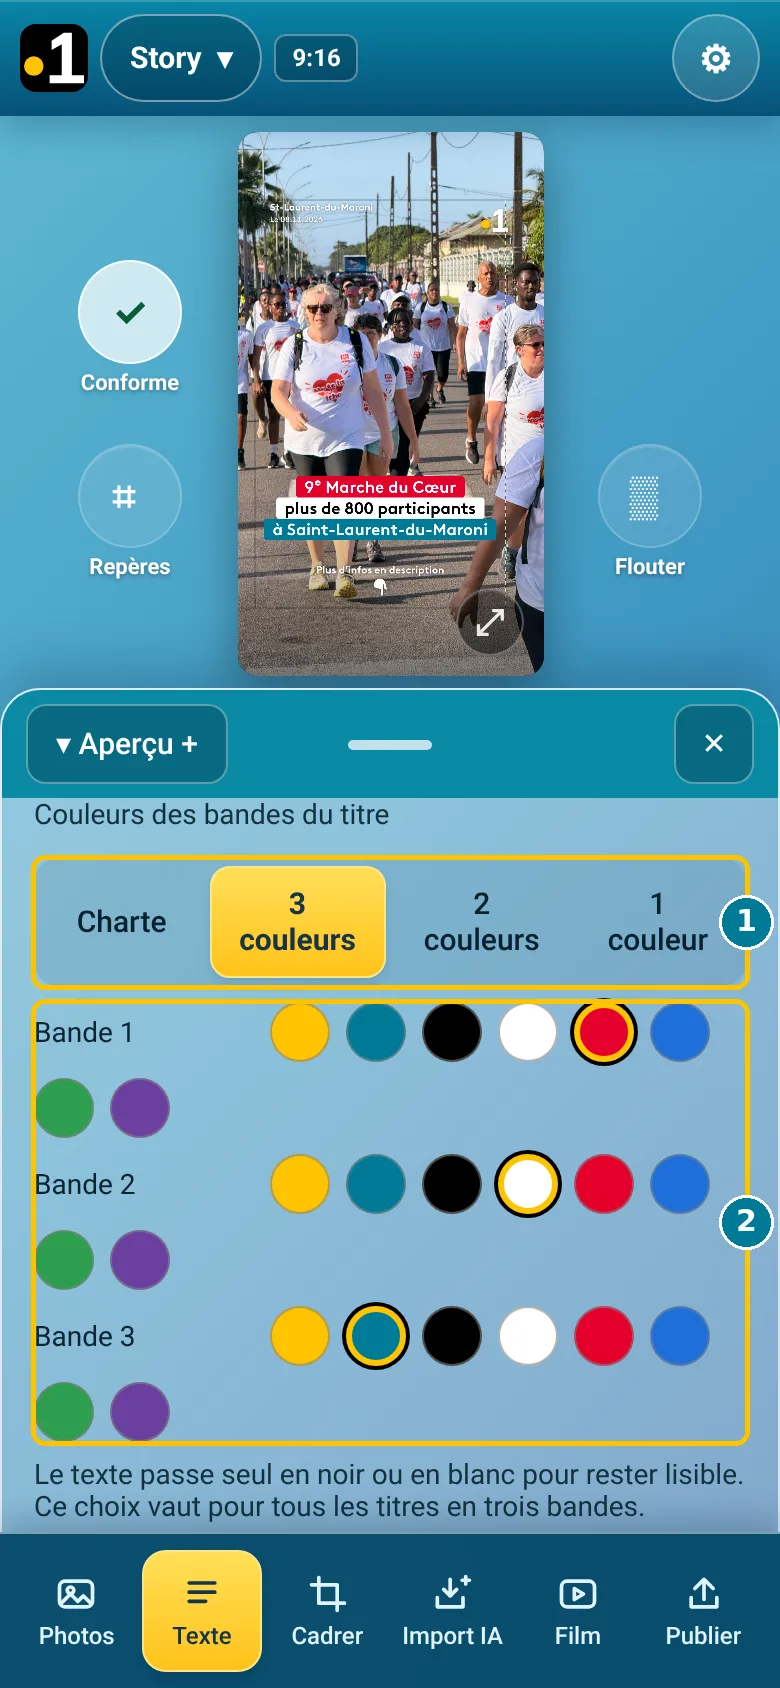 1
Story ▼
9:16
St-Laurent-du-Maroni
Le 08.11.2025
1
Conforme
Repères
Flouter
9e Marche du Cœur
plus de 800 participants
à Saint-Laurent-du-Maroni
Plus d'infos en description
▾ Aperçu +
✕
Couleurs des bandes du titre
Charte
3 couleurs
2 couleurs
1 couleur
1
Bande 1
Bande 2
2
Bande 3
Le texte passe seul en noir ou en blanc pour rester lisible.
Ce choix vaut pour tous les titres en trois bandes.
Photos
Texte
Cadrer
Import IA
Film
Publier